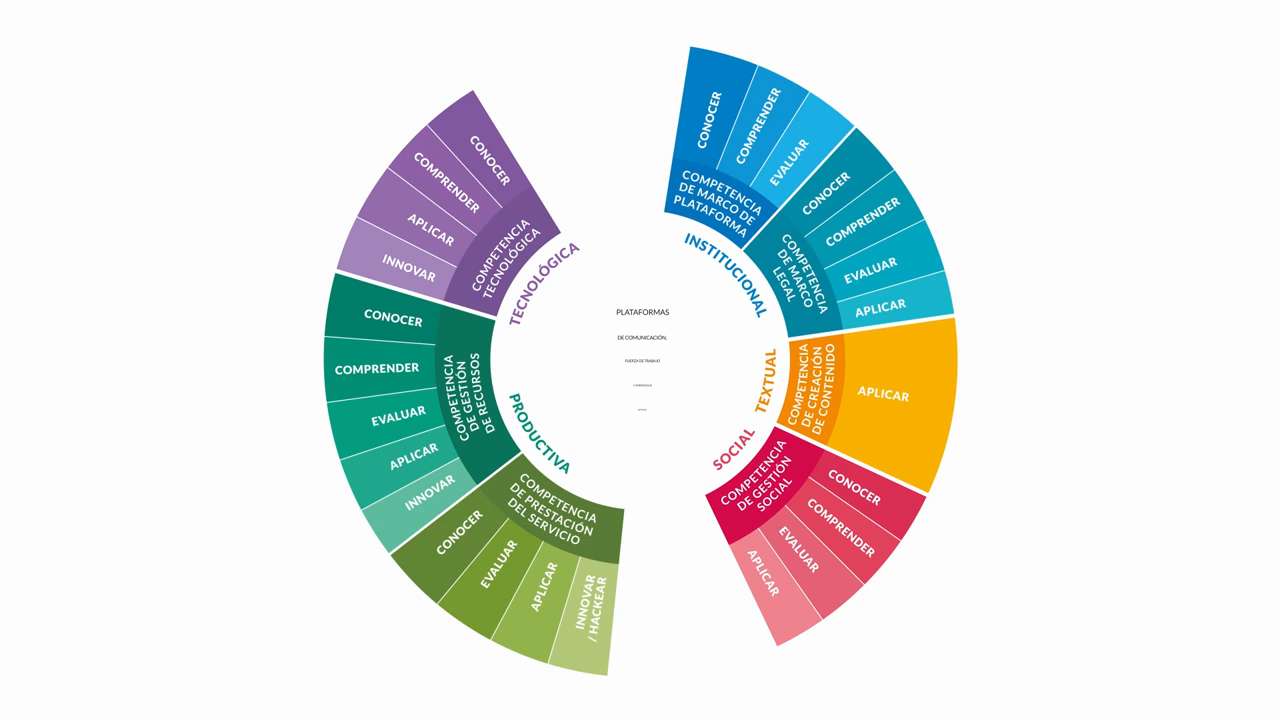 CONOCER
COMPRENDER
EVALUAR
COMPETENCIA
DE MARCO DE
PLATAFORMA
INSTITUCIONAL
CONOCER
COMPRENDER
EVALUAR
APLICAR
COMPETENCIA
DE MARCO
LEGAL
APLICAR
COMPETENCIA
DE CREACIÓN
DE CONTENIDO
TEXTUAL
CONOCER
COMPRENDER
EVALUAR
APLICAR
COMPETENCIA
DE GESTIÓN
SOCIAL
SOCIAL
CONOCER
EVALUAR
APLICAR
INNOVAR
/ HACKEAR
COMPETENCIA
DE PRESTACIÓN
DEL SERVICIO
PRODUCTIVA
CONOCER
COMPRENDER
EVALUAR
APLICAR
INNOVAR
COMPETENCIA
DE GESTIÓN
DE RECURSOS
CONOCER
COMPRENDER
APLICAR
INNOVAR
COMPETENCIA
TECNOLÓGICA
TECNOLÓGICA
PLATAFORMAS
DE COMUNICACIÓN,
FUERZA DE TRABAJO